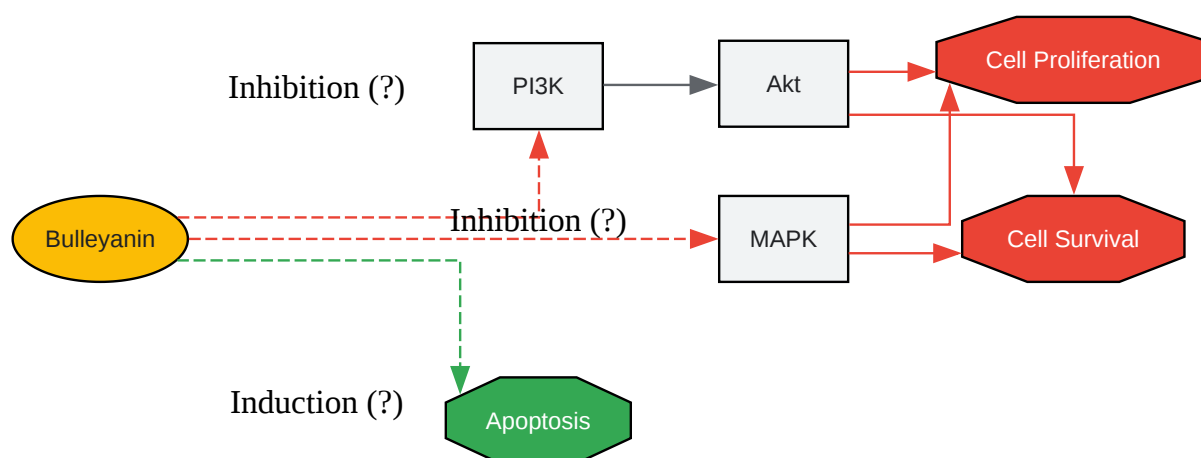 Cell Proliferation
Inhibition (?)
PI3K
Akt
Inhibition (?)
Bulleyanin
MAPK
Cell Survival
Induction (?)
Apoptosis